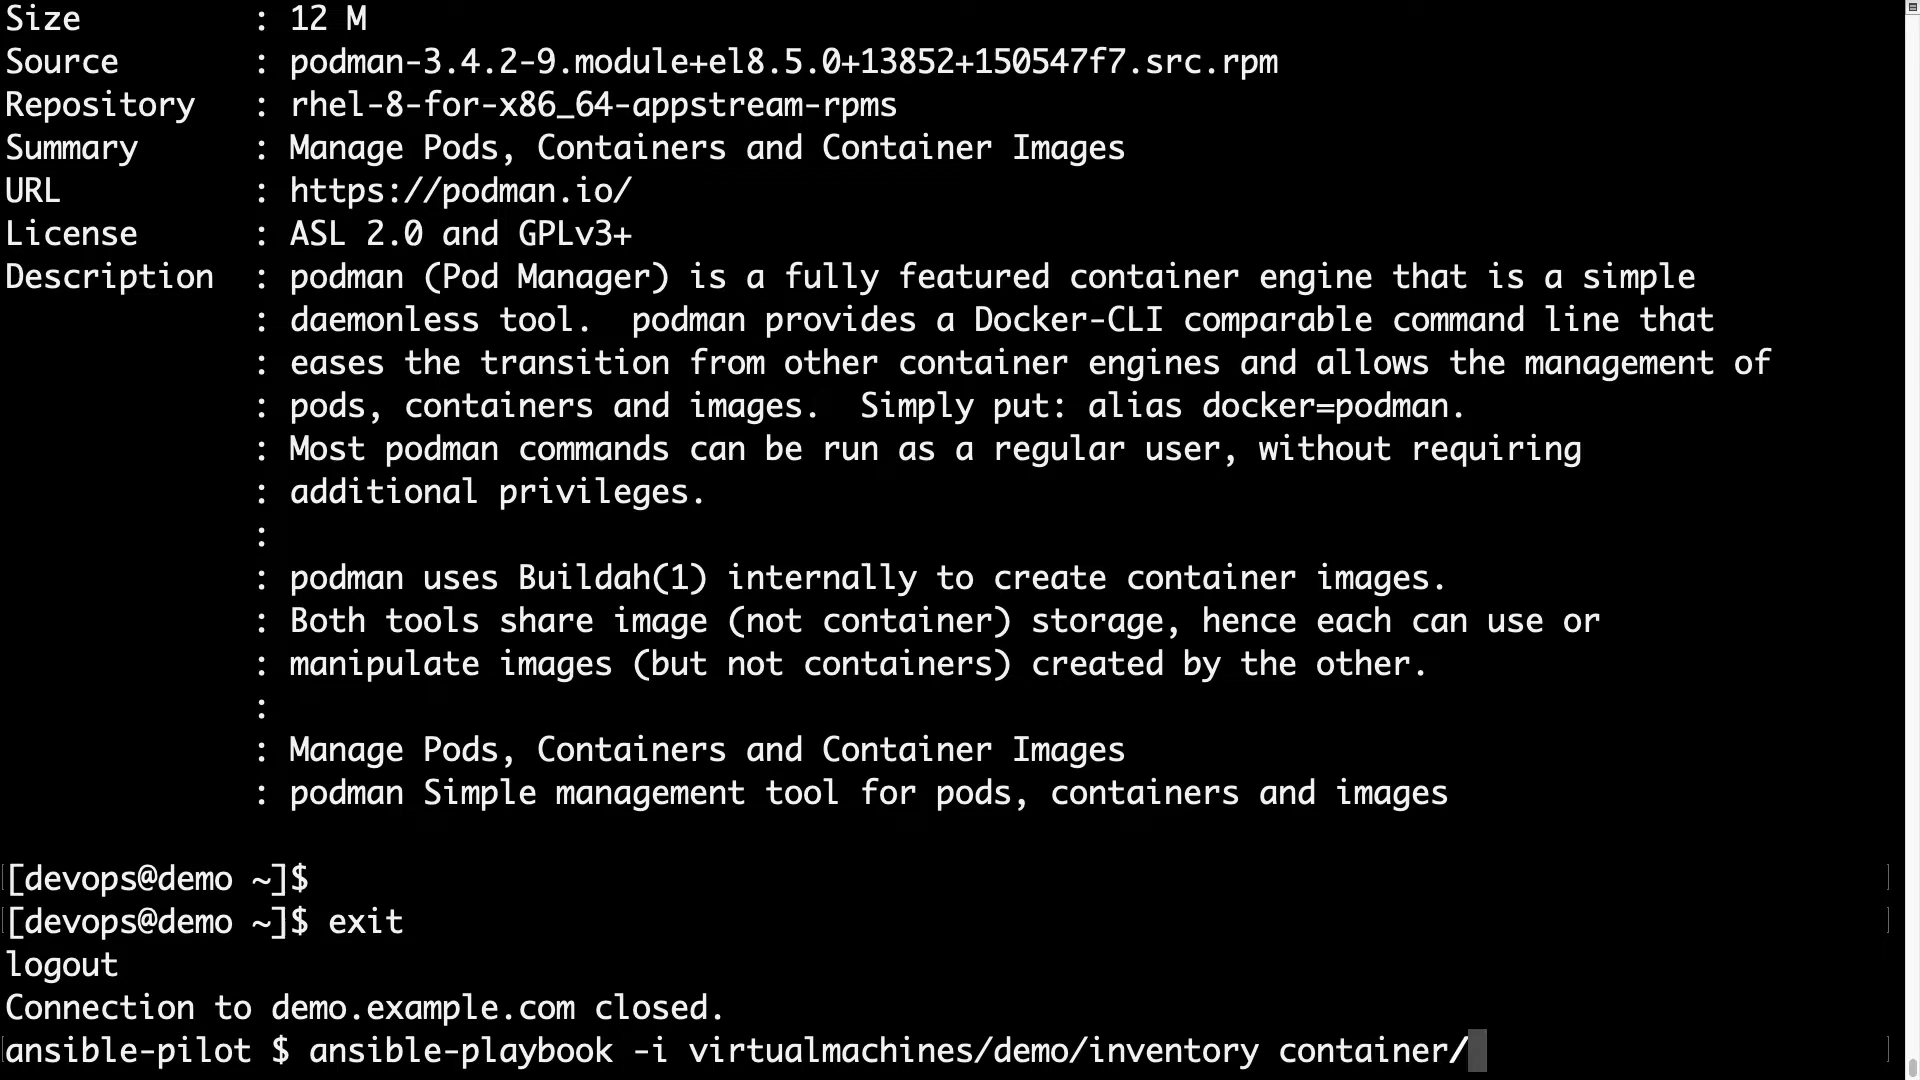 Size         : 12 M
Source       : podman-3.4.2-9.module+el8.5.0+13852+150547f7.src.rpm
Repository   : rhel-8-for-x86_64-appstream-rpms
Summary      : Manage Pods, Containers and Container Images
URL          : https://podman.io/
License      : ASL 2.0 and GPLv3+
Description  : podman (Pod Manager) is a fully featured container engine that is a simple
             : daemonless tool.  podman provides a Docker-CLI comparable command line that
             : eases the transition from other container engines and allows the management of
             : pods, containers and images.  Simply put: alias docker=podman.
             : Most podman commands can be run as a regular user, without requiring
             : additional privileges.
             :
             : podman uses Buildah(1) internally to create container images.
             : Both tools share image (not container) storage, hence each can use or
             : manipulate images (but not containers) created by the other.
             :
             : Manage Pods, Containers and Container Images
             : podman Simple management tool for pods, containers and images
[devops@demo ~]$
[devops@demo ~]$ exit
logout
Connection to demo.example.com closed.
ansible-pilot $ ansible-playbook -i virtualmachines/demo/inventory container/